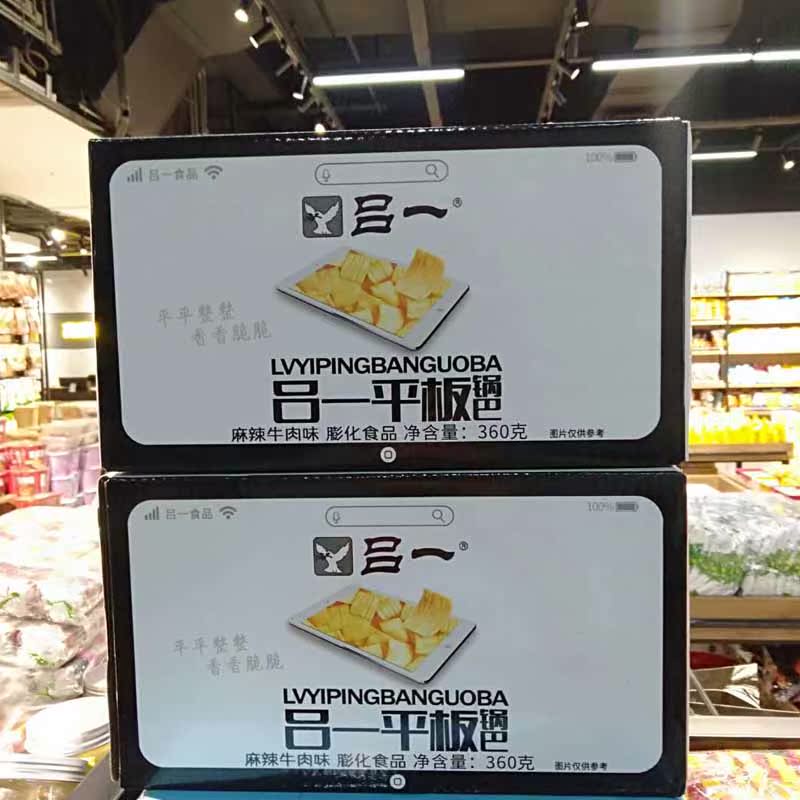 吕一食品
100%
吕一®
平平整整
香香脆脆
LVYIPINGBANGUOBA
吕一平板锅巴
麻辣牛肉味 膨化食品 净含量：360克
图片仅供参考
吕一食品
100%
吕一®
平平整整
香香脆脆
LVYIPINGBANGUOBA
吕一平板锅巴
麻辣牛肉味 膨化食品 净含量：360克
图片仅供参考